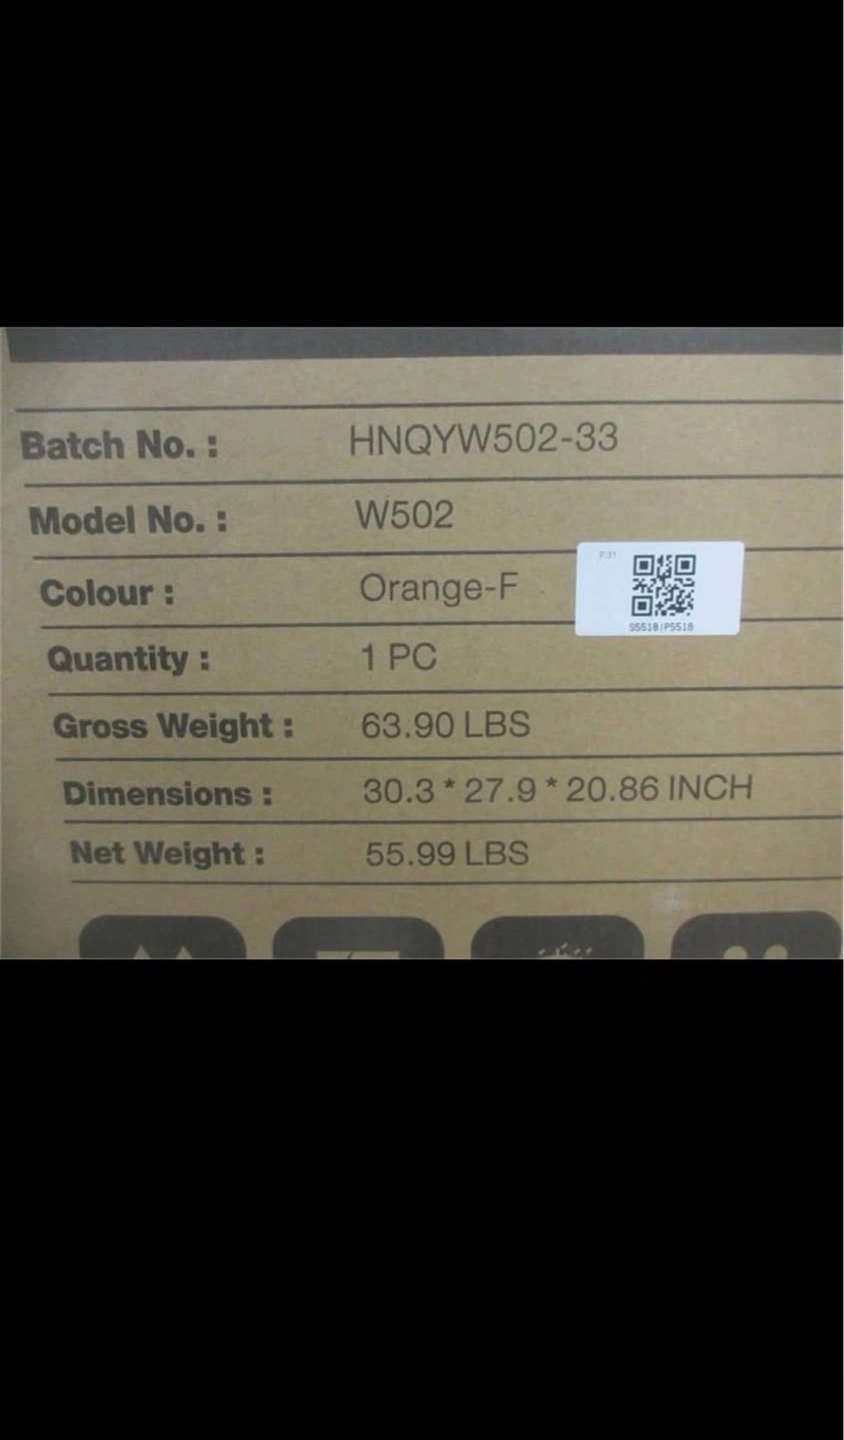 Batch No. : HNQYW502-33
Model No. : W502
P.31
Colour : Orange-F
S5518|P5518
Quantity : 1 PC
Gross Weight : 63.90 LBS
Dimensions : 30.3 * 27.9 * 20.86 INCH
Net Weight : 55.99 LBS